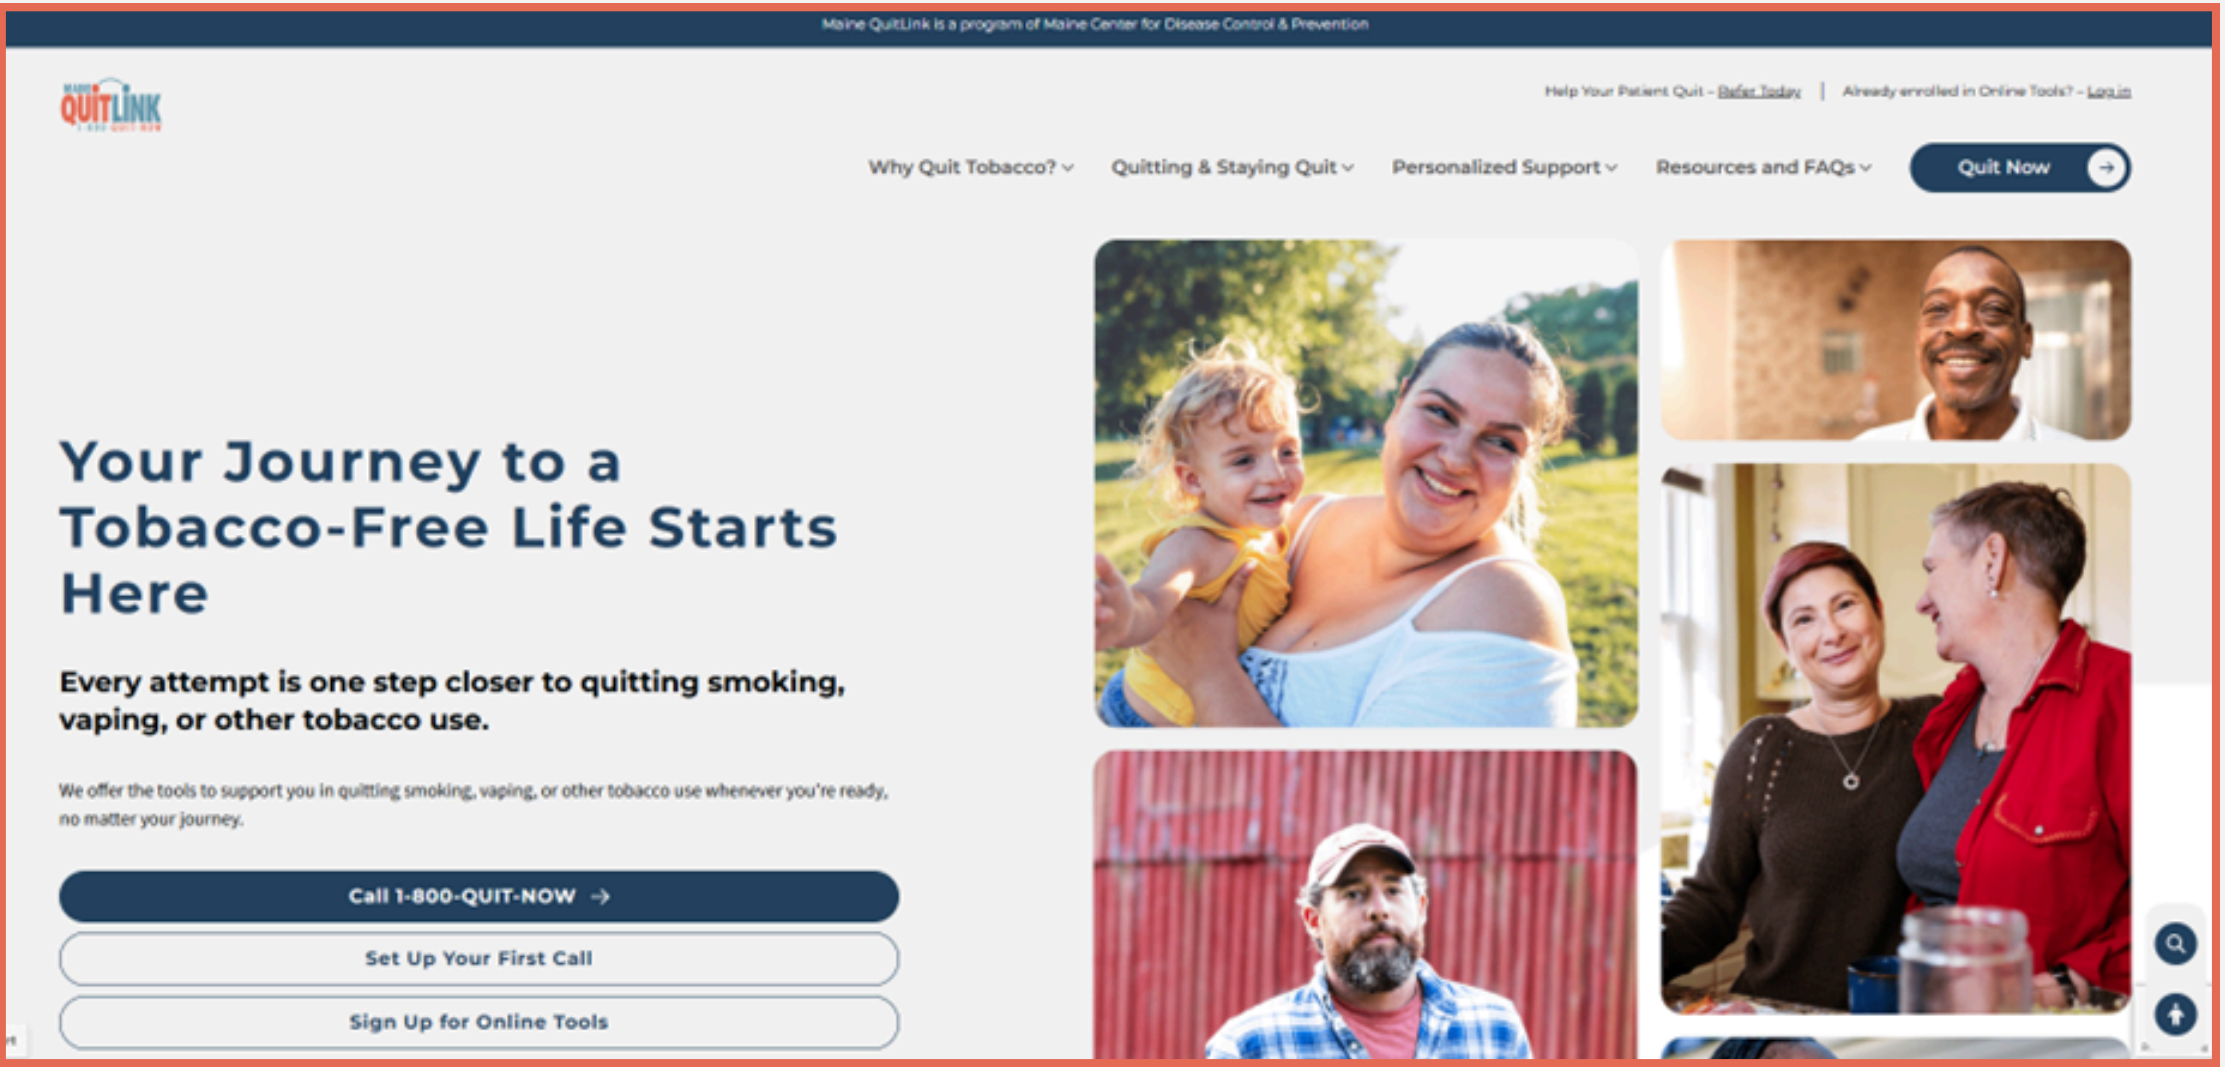 Maine QuitLink is a program of Maine Center for Disease Control & Prevention
MAINE
QUITLINK
1-800-QUIT-NOW
Help Your Patient Quit – Refer Today | Already enrolled in Online Tools? – Log in
Why Quit Tobacco? Quitting & Staying Quit Personalized Support Resources and FAQs Quit Now
Your Journey to a
Tobacco-Free Life Starts
Here
Every attempt is one step closer to quitting smoking,
vaping, or other tobacco use.
We offer the tools to support you in quitting smoking, vaping, or other tobacco use whenever you're ready,
no matter your journey.
Call 1-800-QUIT-NOW →
Set Up Your First Call
Sign Up for Online Tools